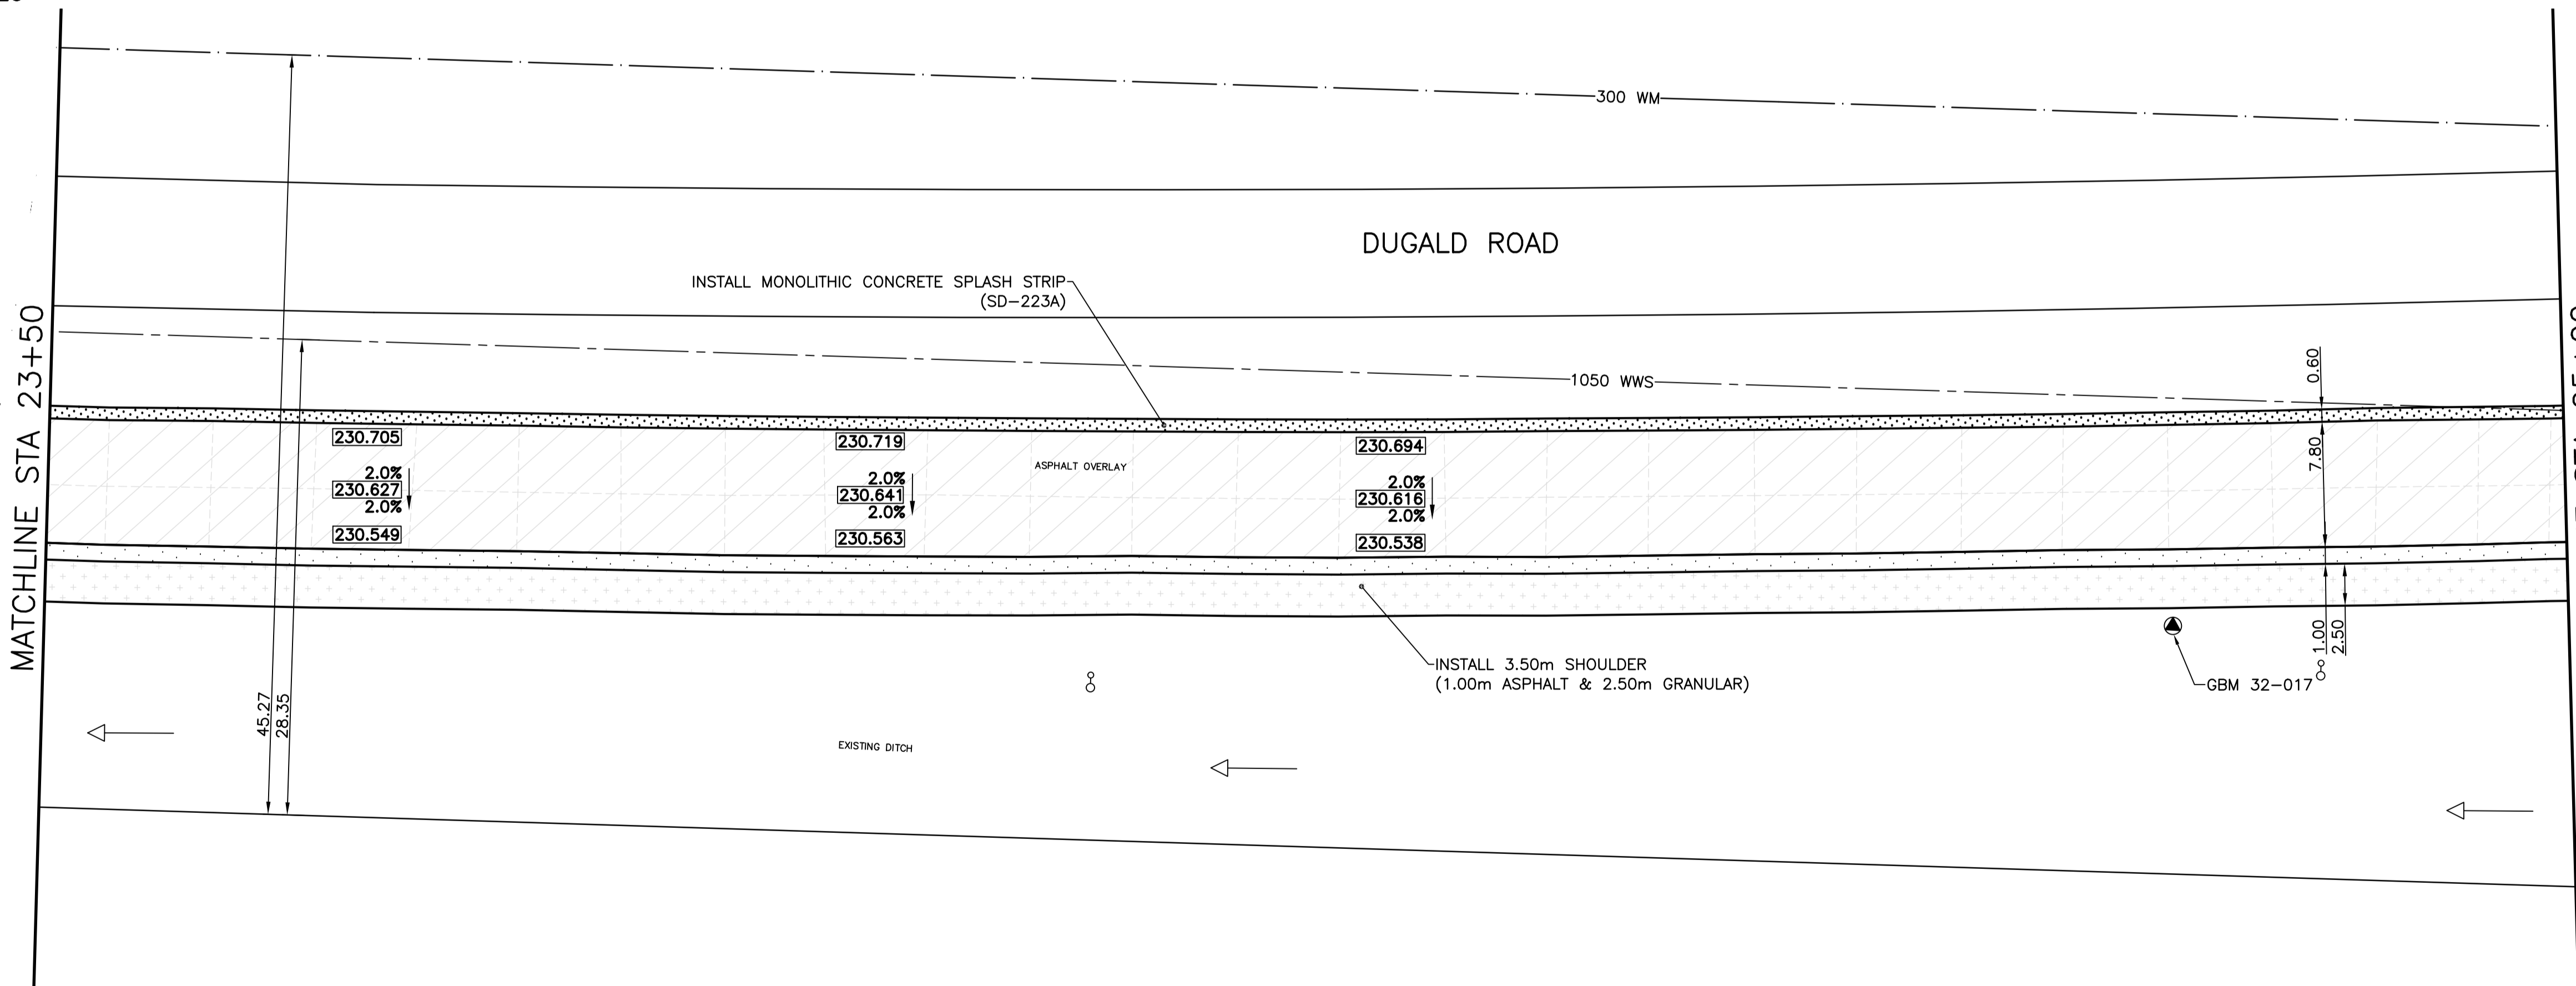 300 WM
DUGALD ROAD
INSTALL MONOLITHIC CONCRETE SPLASH STRIP
(SD-223A)
MATCHLINE STA 23+50
1050 WWS
0.60
7.80
230.705
2.0%
230.627
2.0%
230.549
230.719
2.0%
230.641
2.0%
230.563
ASPHALT OVERLAY
230.694
2.0%
230.616
2.0%
230.538
1.00
2.50
INSTALL 3.50m SHOULDER
(1.00m ASPHALT & 2.50m GRANULAR)
GBM 32-017
45.27
28.35
EXISTING DITCH